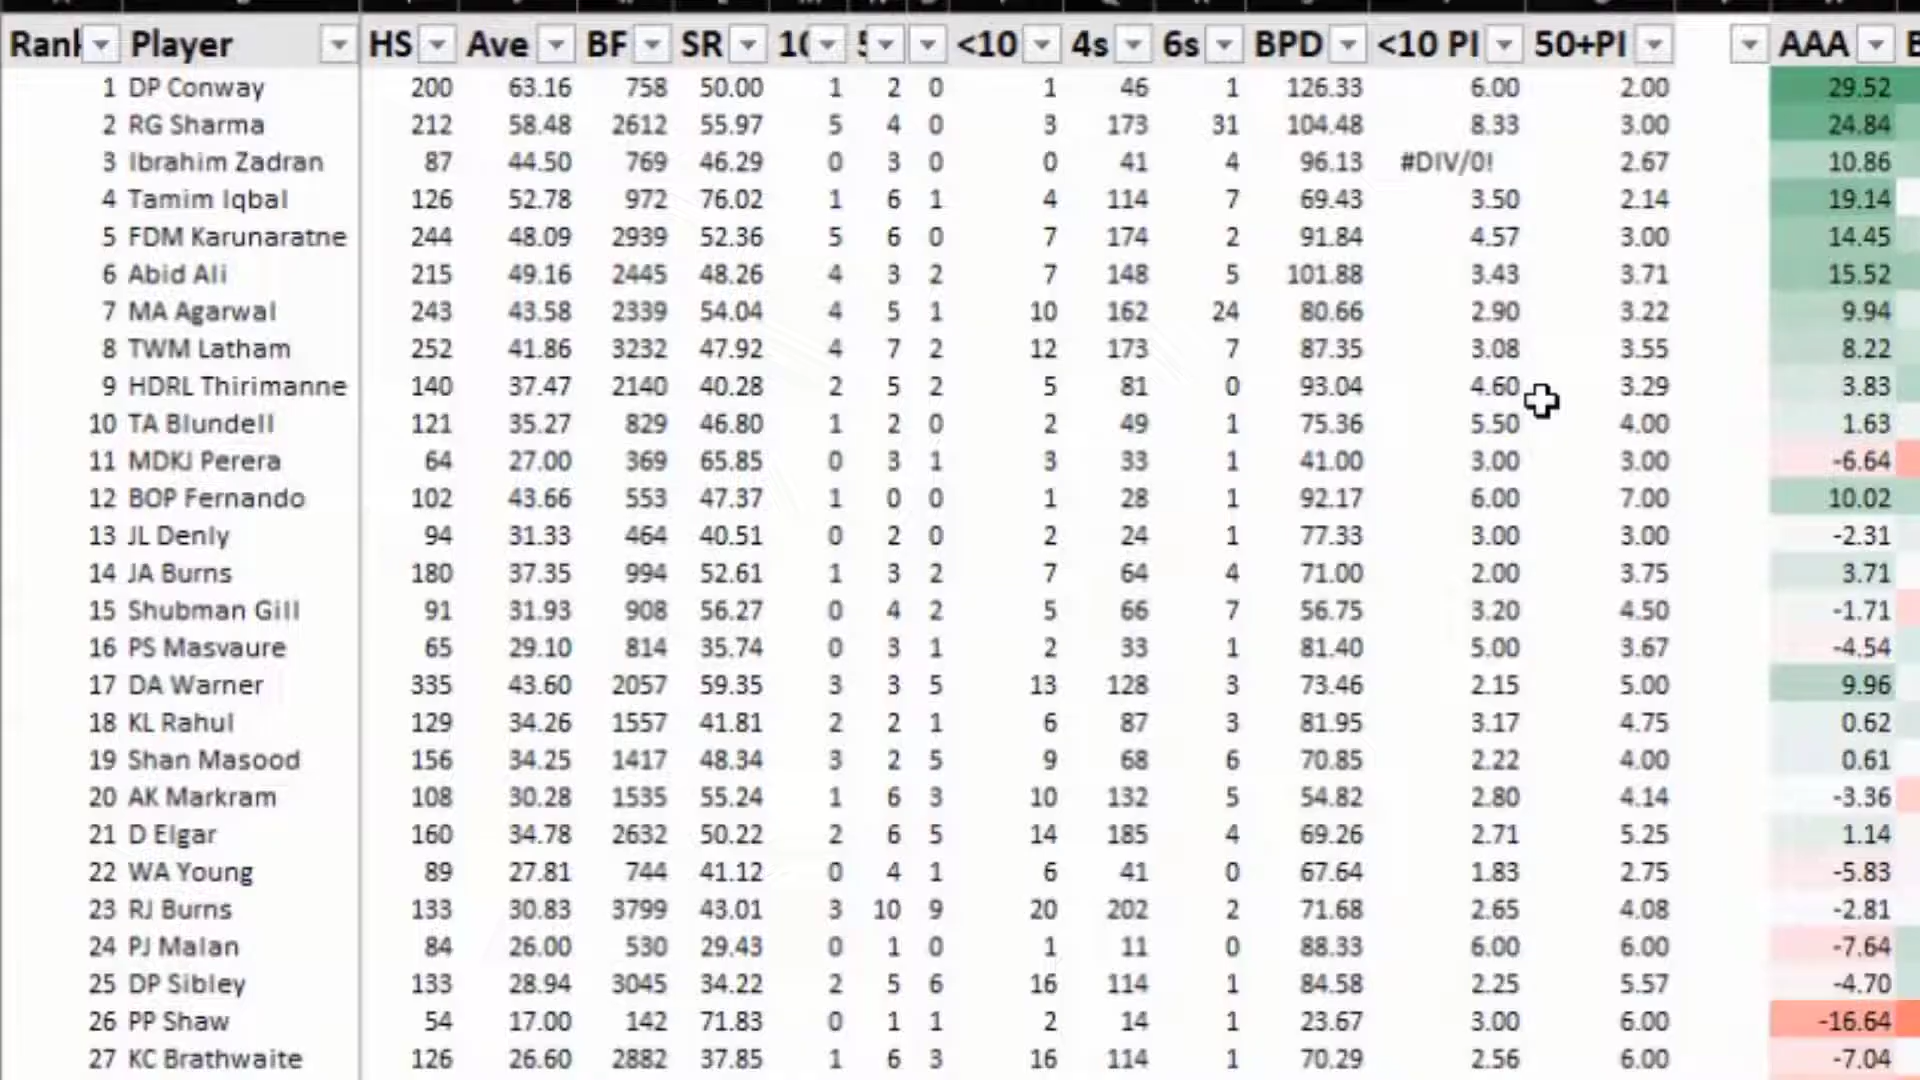 Rank Player HS Ave BF SR 10 5 <10 4s 6s BPD <10 PI 50+PI AAA
1 DP Conway 200 63.16 758 50.00 1 2 0 1 46 1 126.33 6.00 2.00 29.52
2 RG Sharma 212 58.48 2612 55.97 5 4 0 3 173 31 104.48 8.33 3.00 24.84
3 Ibrahim Zadran 87 44.50 769 46.29 0 3 0 0 41 4 96.13 #DIV/0! 2.67 10.86
4 Tamim Iqbal 126 52.78 972 76.02 1 6 1 4 114 7 69.43 3.50 2.14 19.14
5 FDM Karunaratne 244 48.09 2939 52.36 5 6 0 7 174 2 91.84 4.57 3.00 14.45
6 Abid Ali 215 49.16 2445 48.26 4 3 2 7 148 5 101.88 3.43 3.71 15.52
7 MA Agarwal 243 43.58 2339 54.04 4 5 1 10 162 24 80.66 2.90 3.22 9.94
8 TWM Latham 252 41.86 3232 47.92 4 7 2 12 173 7 87.35 3.08 3.55 8.22
9 HDRL Thirimanne 140 37.47 2140 40.28 2 5 2 5 81 0 93.04 4.60 3.29 3.83
10 TA Blundell 121 35.27 829 46.80 1 2 0 2 49 1 75.36 5.50 4.00 1.63
11 MDKJ Perera 64 27.00 369 65.85 0 3 1 3 33 1 41.00 3.00 3.00 -6.64
12 BOP Fernando 102 43.66 553 47.37 1 0 0 1 28 1 92.17 6.00 7.00 10.02
13 JL Denly 94 31.33 464 40.51 0 2 0 2 24 1 77.33 3.00 3.00 -2.31
14 JA Burns 180 37.35 994 52.61 1 3 2 7 64 4 71.00 2.00 3.75 3.71
15 Shubman Gill 91 31.93 908 56.27 0 4 2 5 66 7 56.75 3.20 4.50 -1.71
16 PS Masvaure 65 29.10 814 35.74 0 3 1 2 33 1 81.40 5.00 3.67 -4.54
17 DA Warner 335 43.60 2057 59.35 3 3 5 13 128 3 73.46 2.15 5.00 9.96
18 KL Rahul 129 34.26 1557 41.81 2 2 1 6 87 3 81.95 3.17 4.75 0.62
19 Shan Masood 156 34.25 1417 48.34 3 2 5 9 68 6 70.85 2.22 4.00 0.61
20 AK Markram 108 30.28 1535 55.24 1 6 3 10 132 5 54.82 2.80 4.14 -3.36
21 D Elgar 160 34.78 2632 50.22 2 6 5 14 185 4 69.26 2.71 5.25 1.14
22 WA Young 89 27.81 744 41.12 0 4 1 6 41 0 67.64 1.83 2.75 -5.83
23 RJ Burns 133 30.83 3799 43.01 3 10 9 20 202 2 71.68 2.65 4.08 -2.81
24 PJ Malan 84 26.00 530 29.43 0 1 0 1 11 0 88.33 6.00 6.00 -7.64
25 DP Sibley 133 28.94 3045 34.22 2 5 6 16 114 1 84.58 2.25 5.57 -4.70
26 PP Shaw 54 17.00 142 71.83 0 1 1 2 14 1 23.67 3.00 6.00 -16.64
27 KC Brathwaite 126 26.60 2882 37.85 1 6 3 16 114 1 70.29 2.56 6.00 -7.04